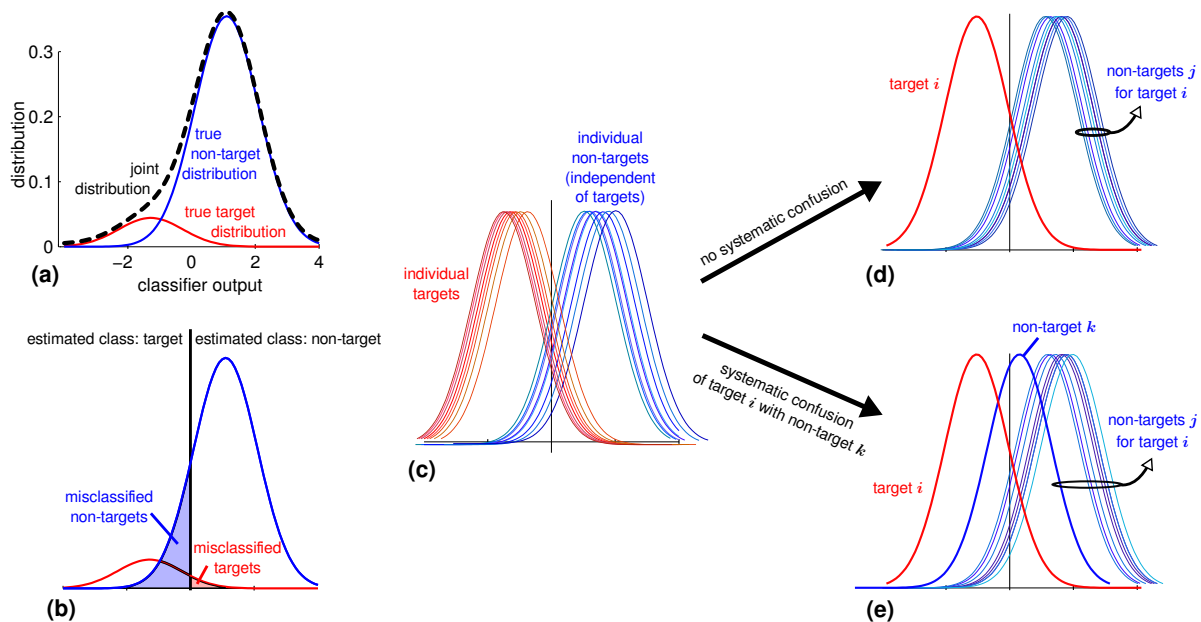 0.3
0.2
0.1
0
distribution
joint
distribution
true
non-target
distribution
true target
distribution
−2
0
2
4
classifier output
(a)
estimated class: target
estimated class: non-target
misclassified
non-targets
misclassified
targets
(b)
individual
targets
individual
non-targets
(independent
of targets)
(c)
no systematic confusion
systematic confusion
of target i with non-target k
target i
non-targets j
for target i
(d)
non-target k
target i
non-targets j
for target i
(e)